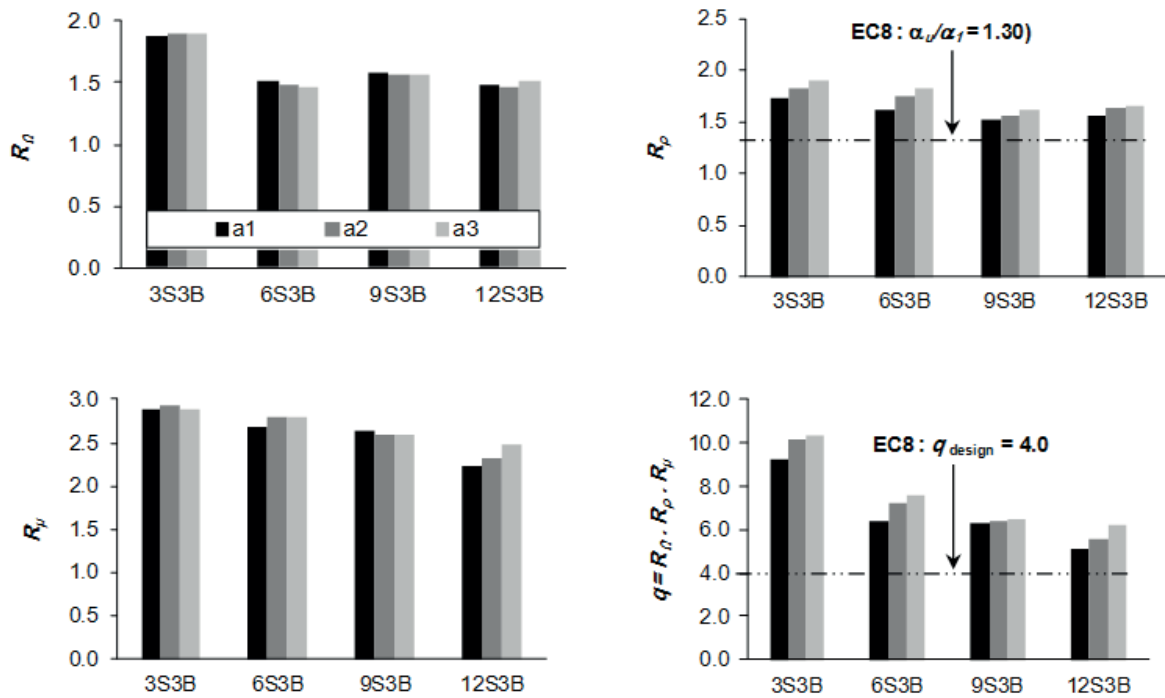 2.0
1.5
1.0
0.5
0.0
R_Ω
a1 a2 a3
3S3B 6S3B 9S3B 12S3B
2.5
2.0
1.5
1.0
0.5
0.0
R_ρ
EC8 : α_u/α_1 = 1.30)
3S3B 6S3B 9S3B 12S3B
3.0
2.5
2.0
1.5
1.0
0.5
0.0
R_μ
3S3B 6S3B 9S3B 12S3B
12.0
10.0
8.0
6.0
4.0
2.0
0.0
q = R_Ω . R_ρ . R_μ
EC8 : q design = 4.0
3S3B 6S3B 9S3B 12S3B